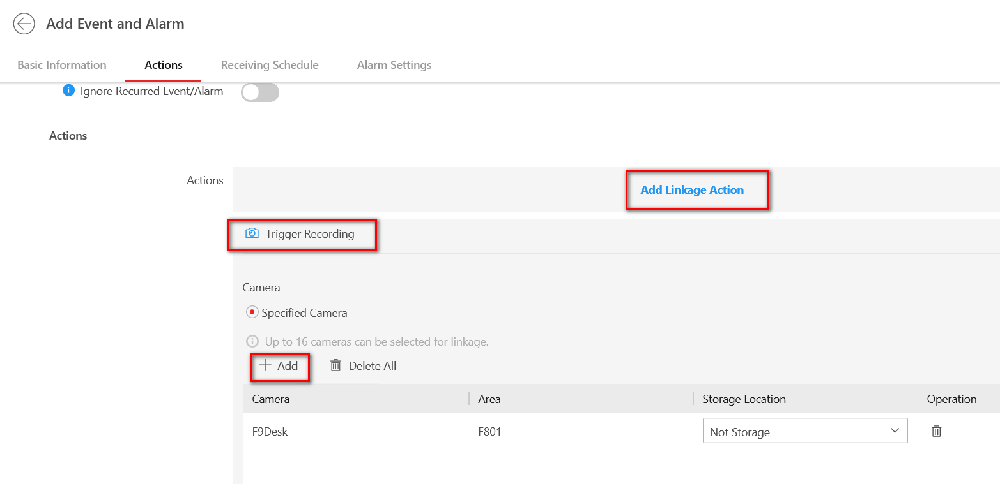 Add Event and Alarm
Basic Information Actions Receiving Schedule Alarm Settings
Ignore Recurred Event/Alarm
Actions
Actions
Add Linkage Action
Trigger Recording
Camera
Specified Camera
Up to 16 cameras can be selected for linkage.
Add Delete All
Camera Area Storage Location Operation
F9Desk F801 Not Storage